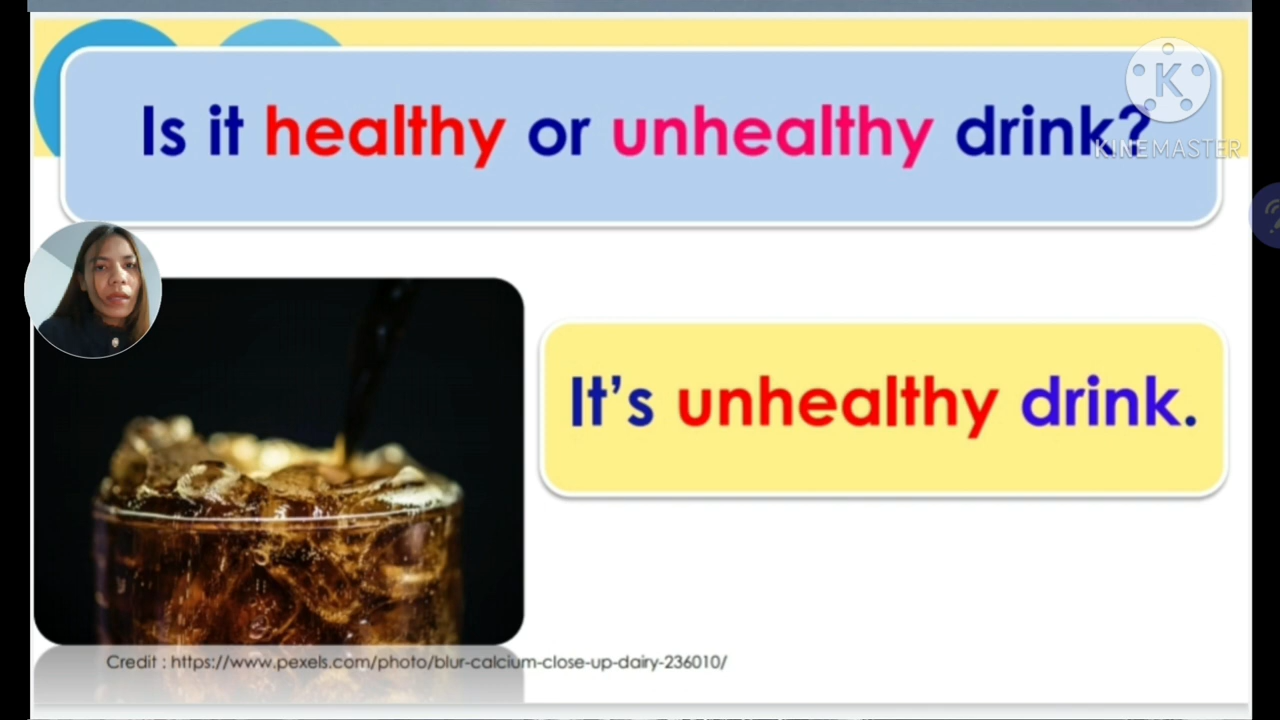 Is it healthy or unhealthy drink?
K
KINEMASTER
It's unhealthy drink.
Credit : https://www.pexels.com/photo/blur-calcium-close-up-dairy-236010/